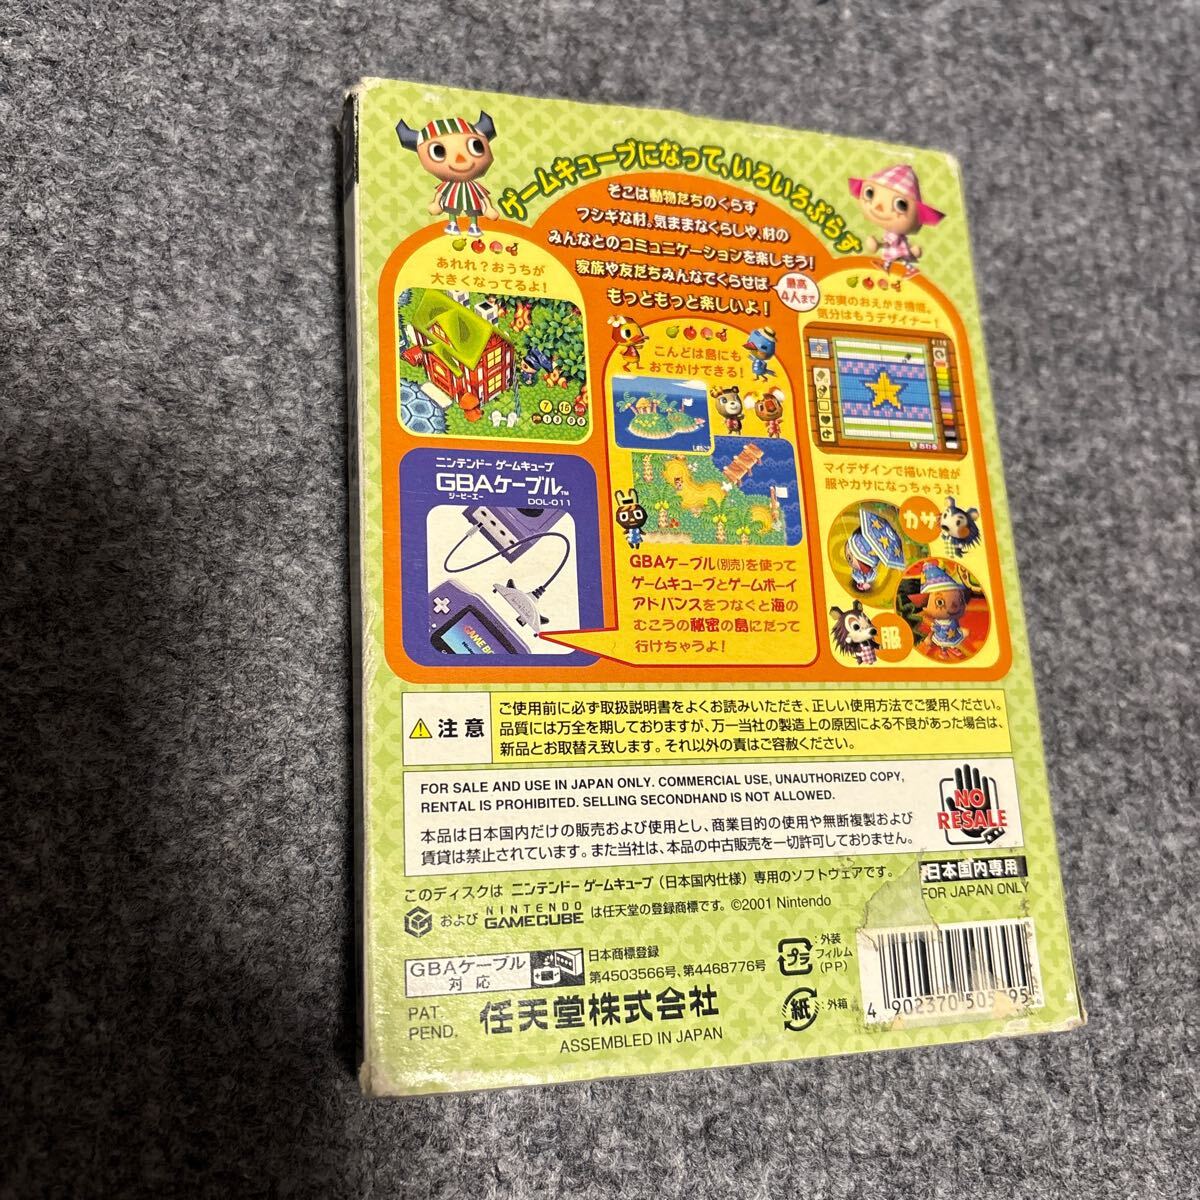 ゲームキューブになって、いろいろぷらす
そこは動物たちのくらす
フシギな村。気ままなくらしや、村の
みんなとのコミュニケーションを楽しもう!
家族や友だちみんなでくらせば
もっともっと楽しいよ!
最高
4人まで
あれれ?おうちが
大きくなってるよ!
こんどは島にも
おでかけできる!
充実のおえかき機能。
気分はもうデザイナー!
おわる
マイデザインで描いた絵が
服やカサになっちゃうよ!
カサ
服
ニンテンドー ゲームキューブ
GBAケーブル™
ジービーエー
DOL-011
GBAケーブル(別売)を使って
ゲームキューブとゲームボーイ
アドバンスをつなぐと海の
むこうの秘密の島にだって
行けちゃうよ!
注意
ご使用前に必ず取扱説明書をよくお読みいただき、正しい使用方法でご愛用ください。
品質には万全を期しておりますが、万一当社の製造上の原因による不良があった場合は、
新品とお取替え致します。それ以外の責はご容赦ください。
FOR SALE AND USE IN JAPAN ONLY. COMMERCIAL USE, UNAUTHORIZED COPY,
RENTAL IS PROHIBITED. SELLING SECONDHAND IS NOT ALLOWED.
本品は日本国内だけの販売および使用とし、商業目的の使用や無断複製および
賃貸は禁止されています。また当社は、本品の中古販売を一切許可しておりません。
NO
RESALE
このディスクは ニンテンドー ゲームキューブ (日本国内仕様) 専用のソフトウェアです。
および NINTENDO GAMECUBE は任天堂の登録商標です。©2001 Nintendo
日本国内専用
FOR JAPAN ONLY
GBAケーブル
対応
日本商標登録
第4503566号、第4468776号
PAT.
PEND.
任天堂株式会社
ASSEMBLED IN JAPAN
プラ
:外装
フィルム
(PP)
紙
:外箱
4 902370 505